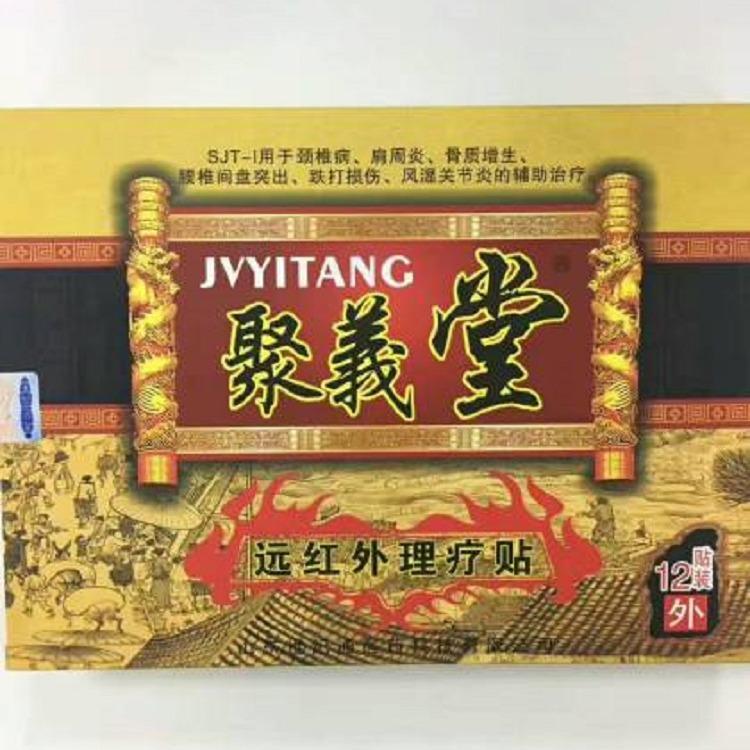 SJT-I用于颈椎病、肩周炎、骨质增生、
腰椎间盘突出、跌打损伤、风湿关节炎的辅助治疗
JVYITANG
聚義堂
远红外理疗贴
12贴装
外